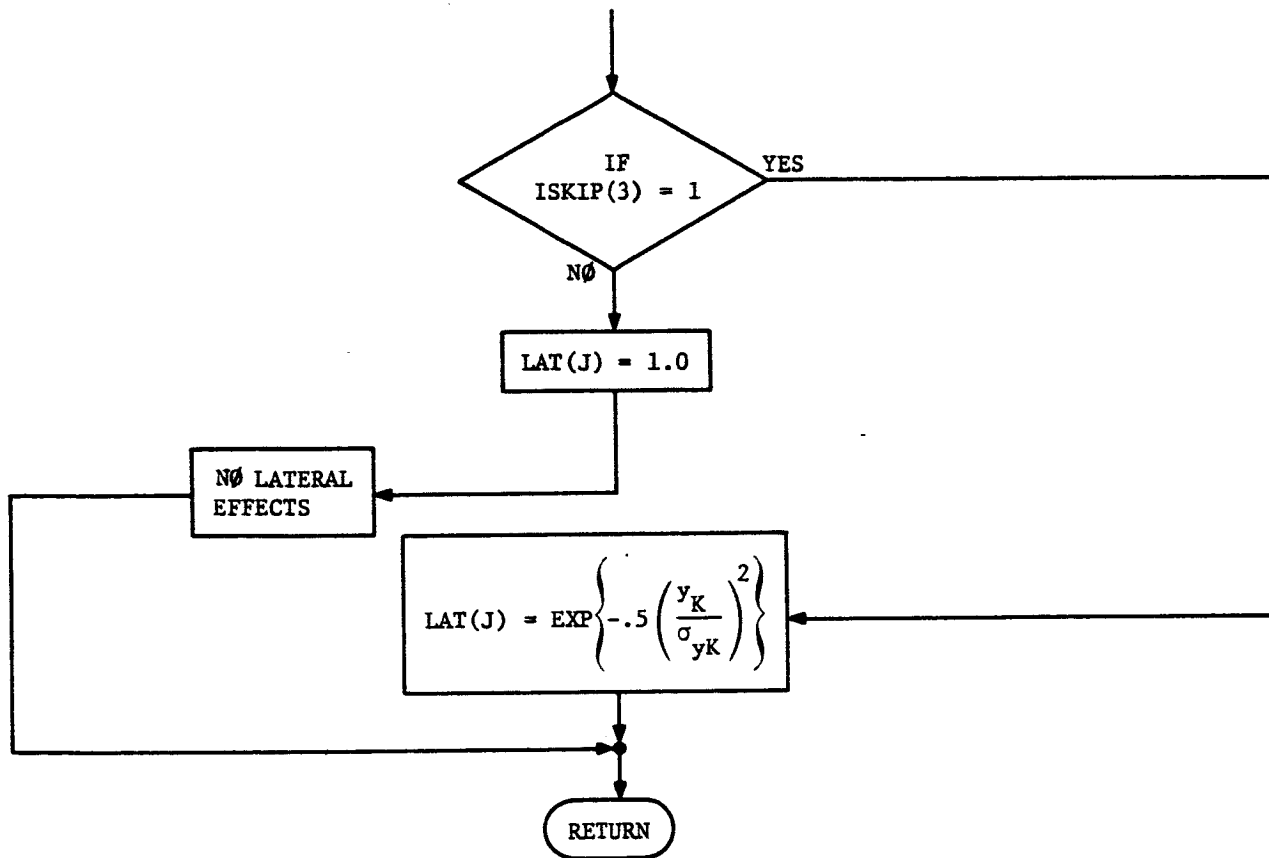 IF
ISKIP(3) = 1
YES
NØ
LAT(J) = 1.0
NØ LATERAL
EFFECTS
LAT(J) = EXP{-.5 (y_K / σ_yK)^2}
RETURN